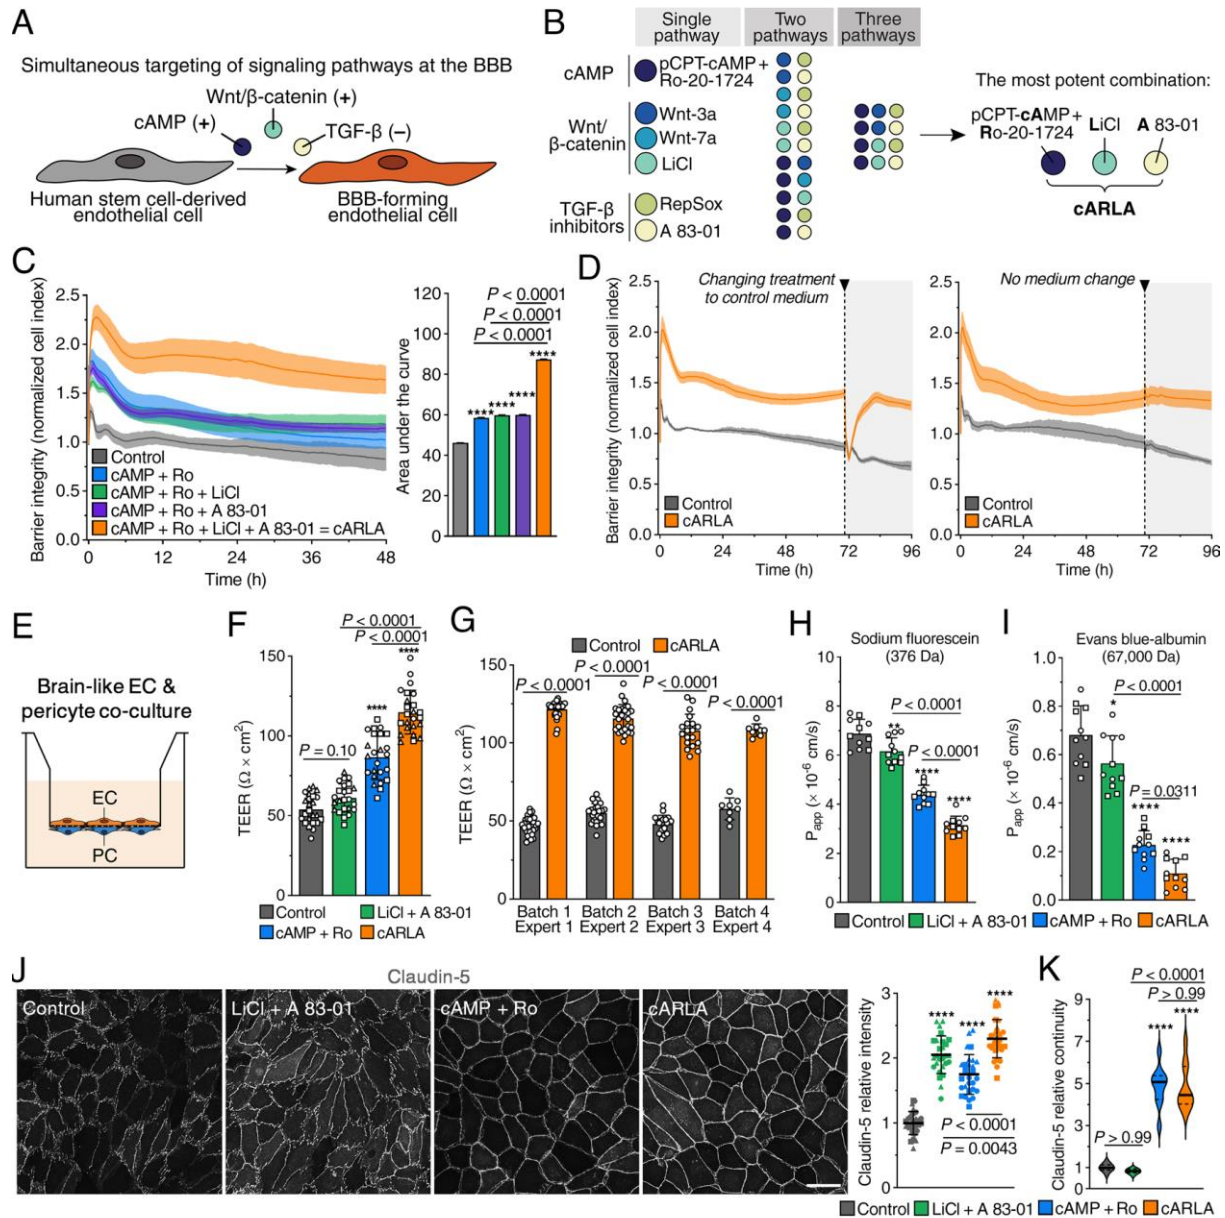 A
Simultaneous targeting of signaling pathways at the BBB
Wnt/β-catenin (+)
cAMP (+)
TGF-β (–)
Human stem cell-derived
endothelial cell
BBB-forming
endothelial cell
B
Single
pathway
Two
pathways
Three
pathways
cAMP
pCPT-cAMP +
Ro-20-1724
Wnt/
β-catenin
Wnt-3a
Wnt-7a
LiCl
TGF-β
inhibitors
RepSox
A 83-01
The most potent combination:
pCPT-cAMP +
Ro-20-1724
LiCl
A 83-01
cARLA
C
Barrier integrity (normalized cell index)
2.5
2.0
1.5
1.0
0.5
0.0
Control
cAMP + Ro
cAMP + Ro + LiCl
cAMP + Ro + A 83-01
cAMP + Ro + LiCl + A 83-01 = cARLA
0 12 24 36 48
Time (h)
Area under the curve
120
100
80
60
40
20
0
P < 0.0001
P < 0.0001
P < 0.0001
****
****
****
****
D
Barrier integrity (normalized cell index)
2.5
2.0
1.5
1.0
0.5
0.0
Changing treatment
to control medium
Control
cARLA
0 24 48 72 96
Time (h)
2.5
2.0
1.5
1.0
0.5
0.0
No medium change
Control
cARLA
0 24 48 72 96
Time (h)
E
Brain-like EC &
pericyte co-culture
EC
PC
F
TEER (Ω × cm²)
150
100
50
0
P < 0.0001
P < 0.0001
****
****
P = 0.10
Control
LiCl + A 83-01
cAMP + Ro
cARLA
G
Control
cARLA
TEER (Ω × cm²)
150
100
50
0
P < 0.0001
P < 0.0001
P < 0.0001
P < 0.0001
Batch 1
Expert 1
Batch 2
Expert 2
Batch 3
Expert 3
Batch 4
Expert 4
H
Sodium fluorescein
(376 Da)
Papp (× 10⁻⁶ cm/s)
10
8
6
4
2
0
P < 0.0001
**
P < 0.0001
****
****
I
Evans blue-albumin
(67,000 Da)
Papp (× 10⁻⁶ cm/s)
1.0
0.8
0.6
0.4
0.2
0.0
P < 0.0001
*
P = 0.0311
****
****
Control
LiCl + A 83-01
cAMP + Ro
cARLA
J
Claudin-5
Control
LiCl + A 83-01
cAMP + Ro
cARLA
Claudin-5 relative intensity
3
2
1
0
****
****
****
P < 0.0001
P = 0.0043
K
Claudin-5 relative continuity
9
7
5
3
1
0
P < 0.0001
P > 0.99
****
****
P > 0.99
Control
LiCl + A 83-01
cAMP + Ro
cARLA